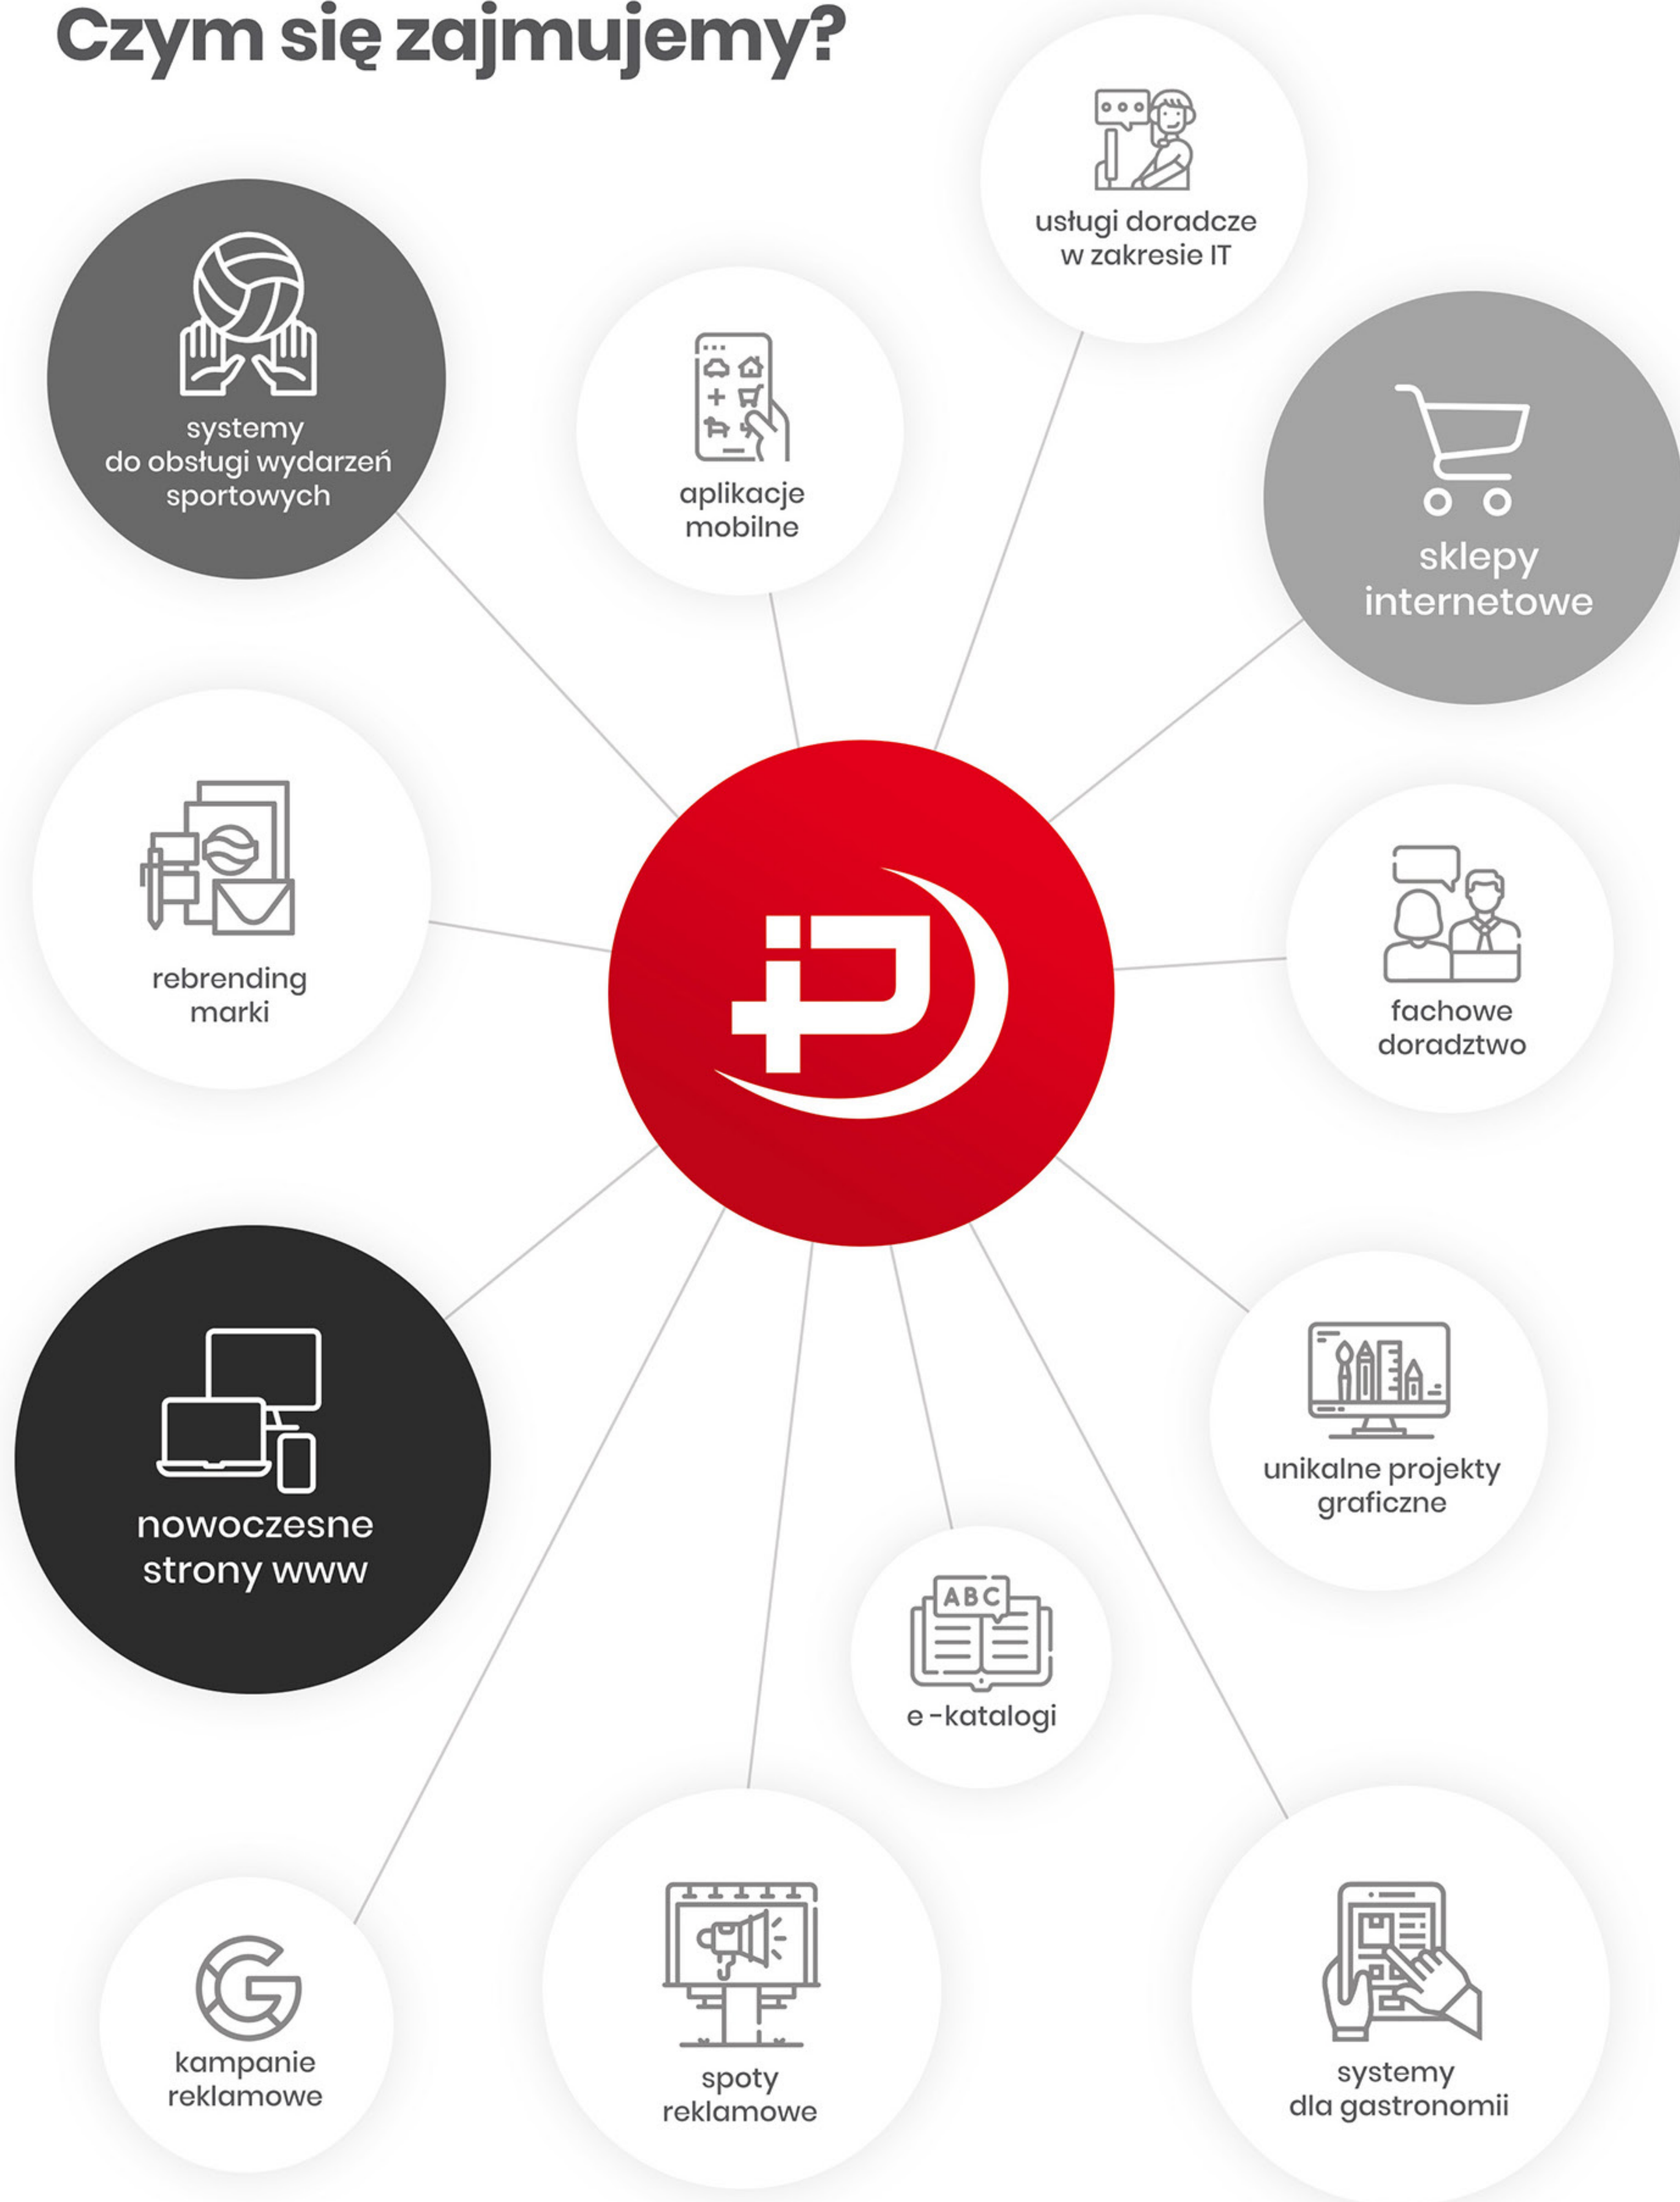 Czym się zajmujemy?
usługi doradcze
w zakresie IT
systemy
do obsługi wydarzeń
sportowych
aplikacje
mobilne
sklepy
internetowe
rebrending
marki
fachowe
doradztwo
nowoczesne
strony www
unikalne projekty
graficzne
ABC
e-katalogi
kampanie
reklamowe
spoty
reklamowe
systemy
dla gastronomii